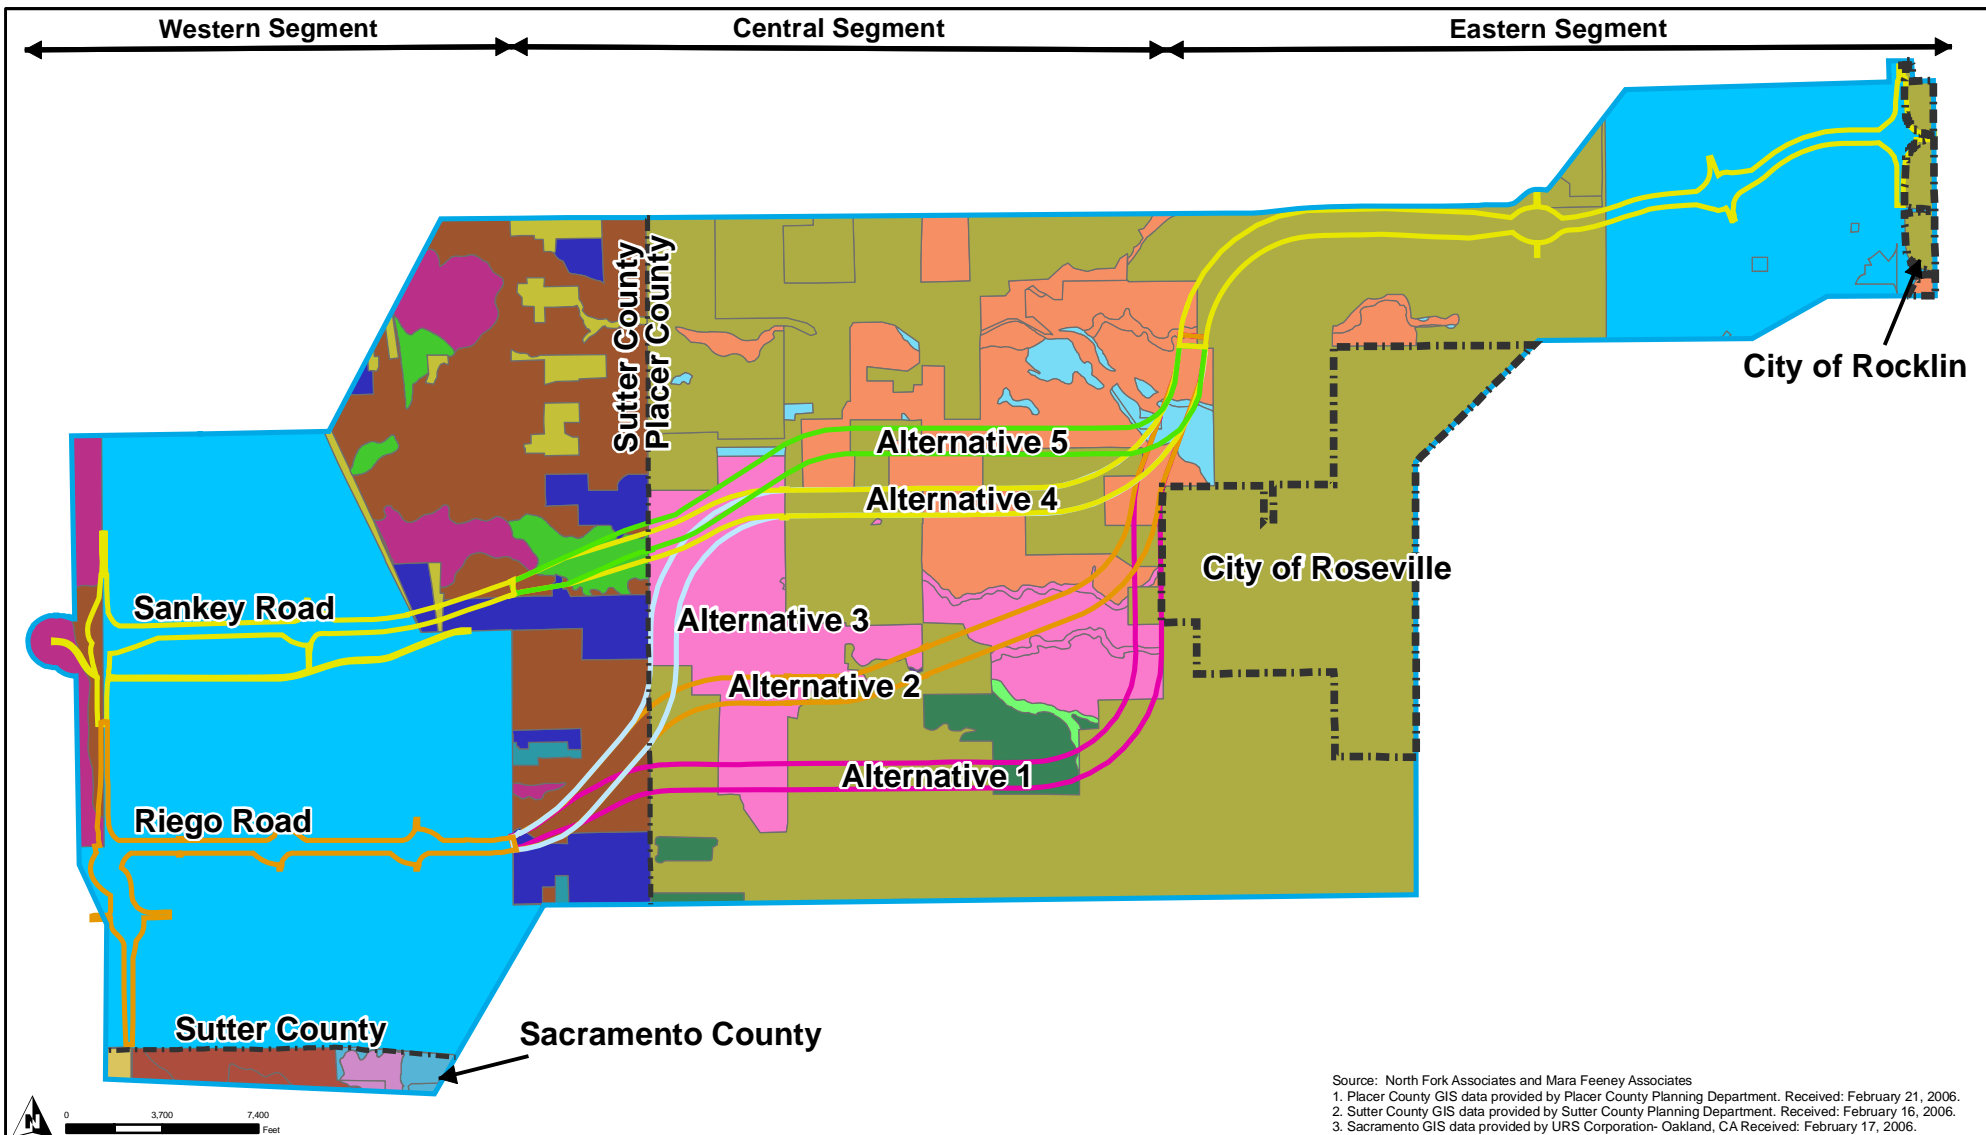 Western Segment
Central Segment
Eastern Segment
Sutter County
Placer County
City of Rocklin
Alternative 5
Alternative 4
City of Roseville
Sankey Road
Alternative 3
Alternative 2
Alternative 1
Riego Road
Sutter County
Sacramento County
N
0 3,700 7,400
Feet
Source: North Fork Associates and Mara Feeney Associates
1. Placer County GIS data provided by Placer County Planning Department. Received: February 21, 2006.
2. Sutter County GIS data provided by Sutter County Planning Department. Received: February 16, 2006.
3. Sacramento GIS data provided by URS Corporation- Oakland, CA Received: February 17, 2006.